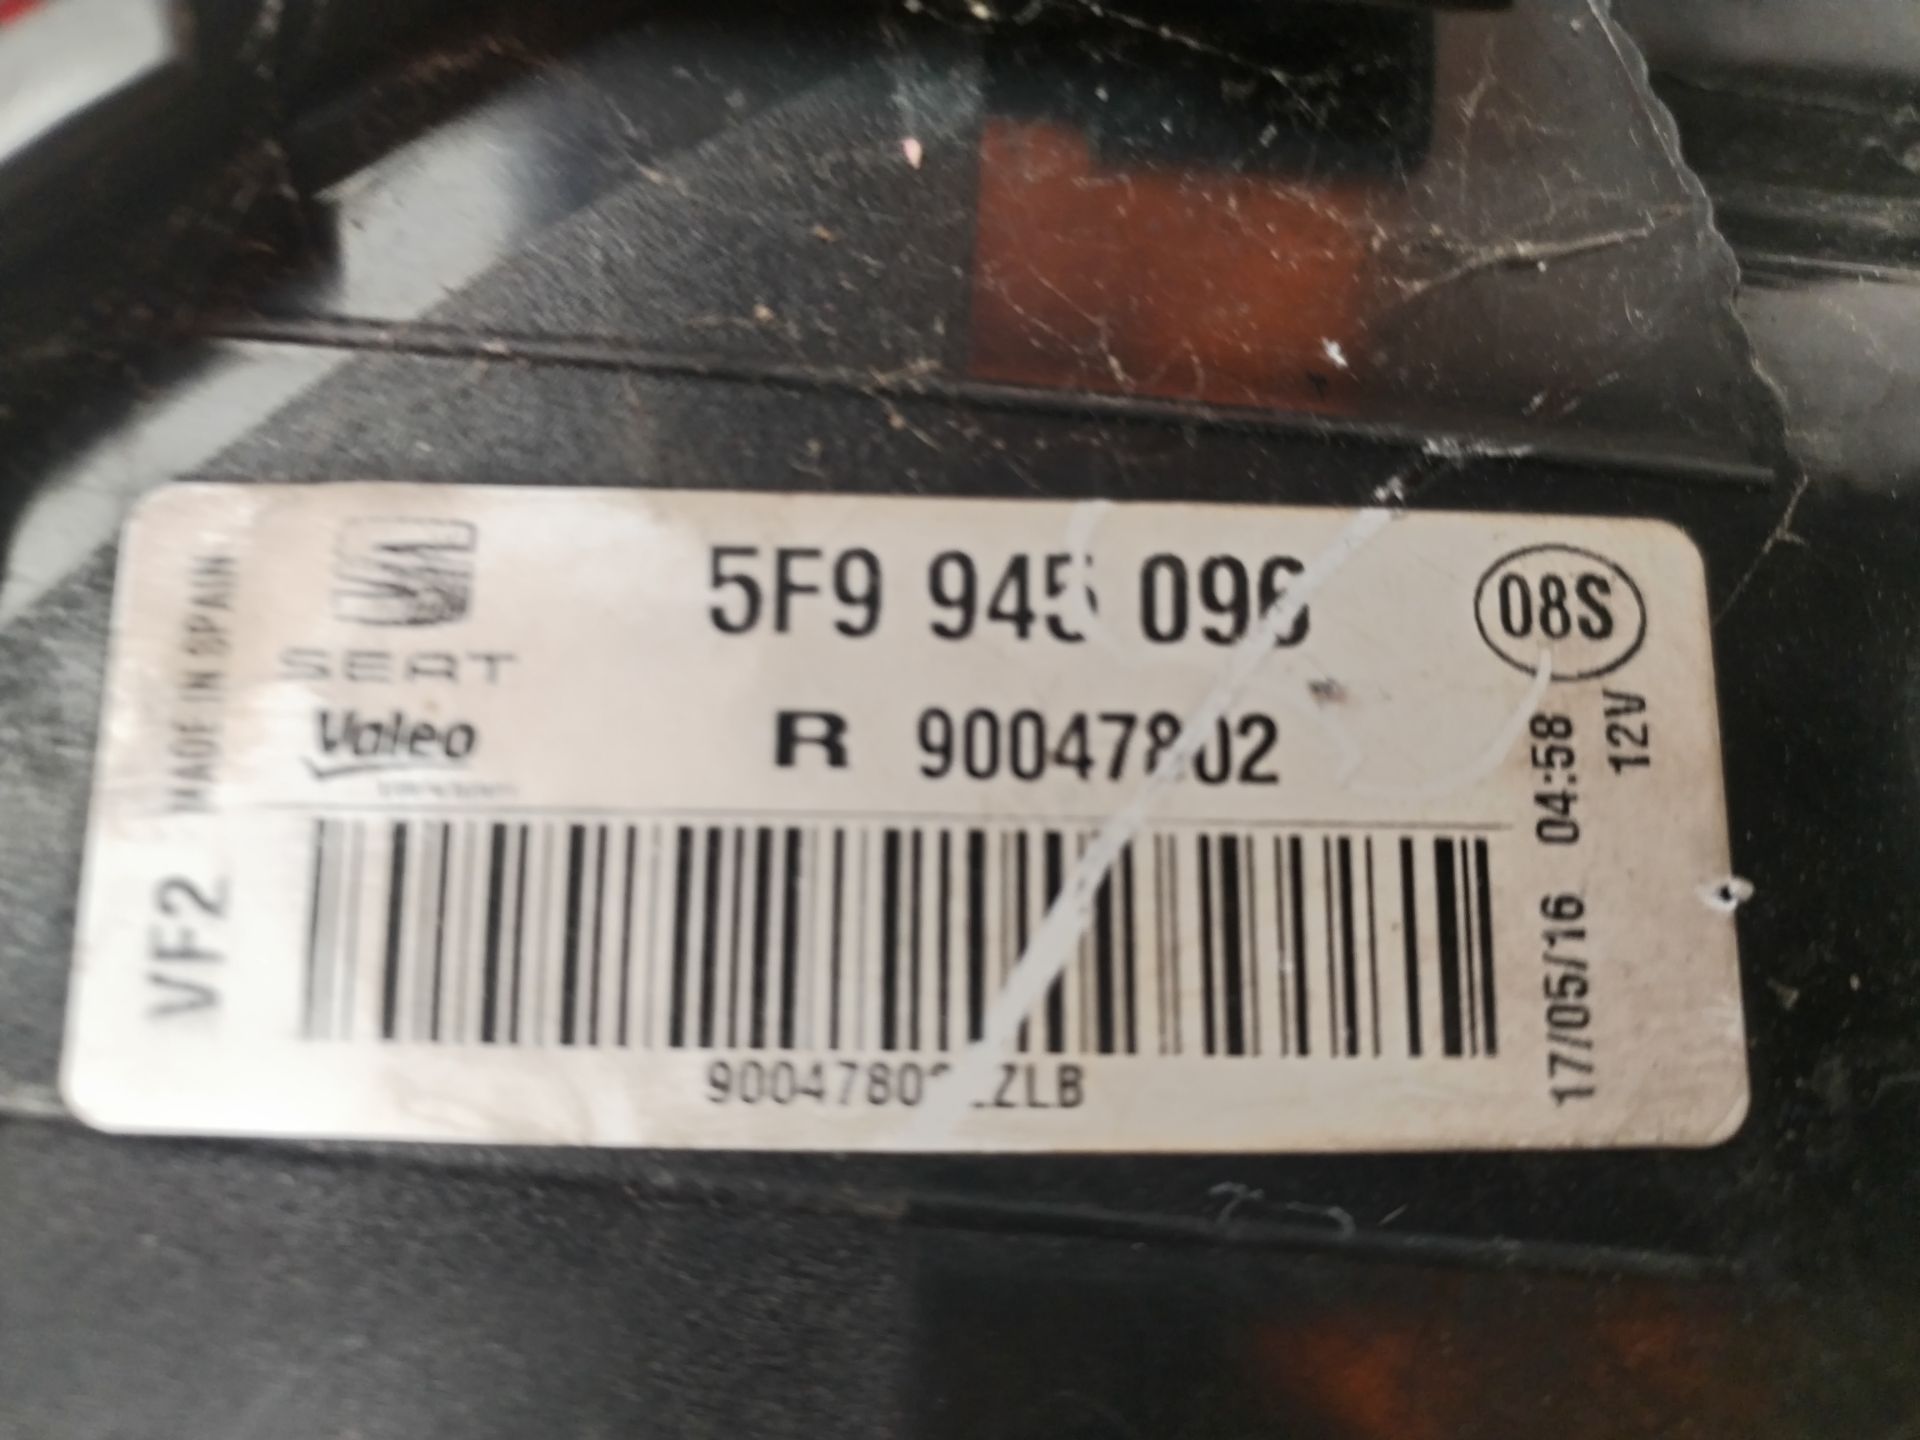 5F9 945 096
08S
SEAT
Valeo
R 90047802
12V
17/05/16 04:58
MADE IN SPAIN
VF2